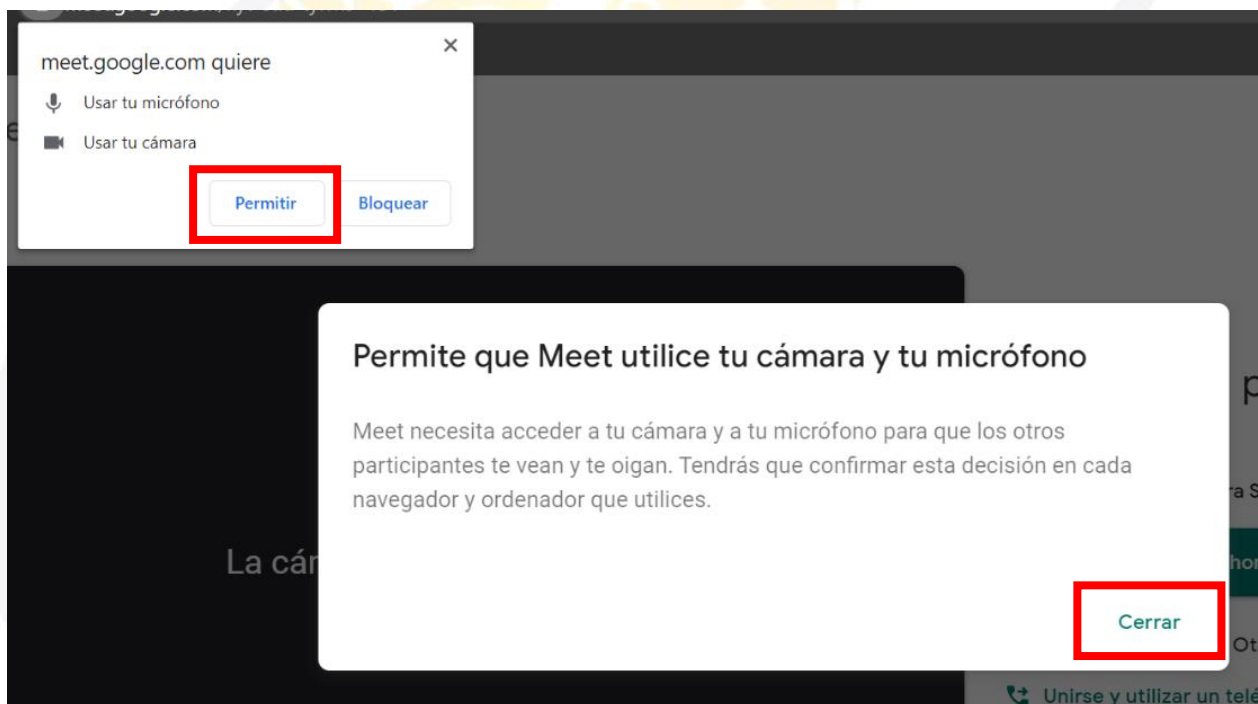 meet.google.com quiere
Usar tu micrófono
Usar tu cámara
Permitir
Bloquear
Permite que Meet utilice tu cámara y tu micrófono
Meet necesita acceder a tu cámara y a tu micrófono para que los otros
participantes te vean y te oigan. Tendrás que confirmar esta decisión en cada
navegador y ordenador que utilices.
La cá
Cerrar
Unirse y utilizar un telé